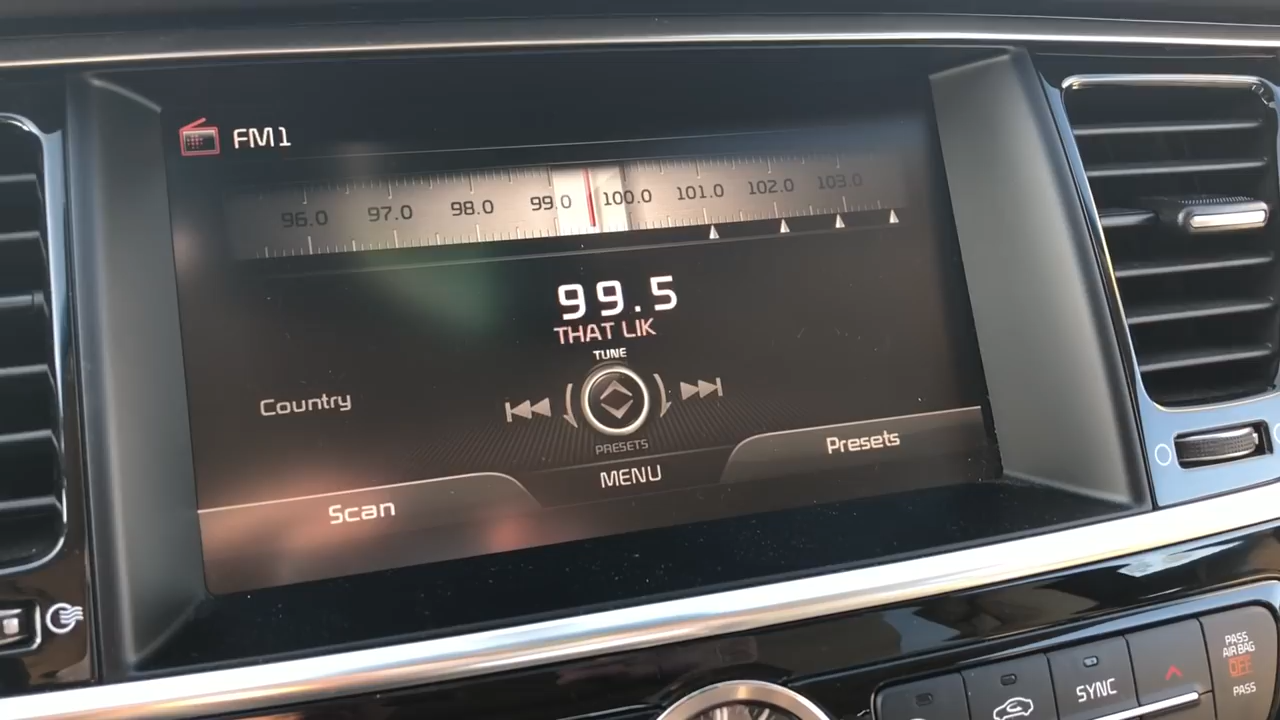 FM1
96.0 97.0 98.0 99.0 100.0 101.0 102.0 103.0
99.5
THAT LIK
TUNE
Country
PRESETS
Scan
MENU
Presets
SYNC
PASS
AIR BAG
OFF
PASS